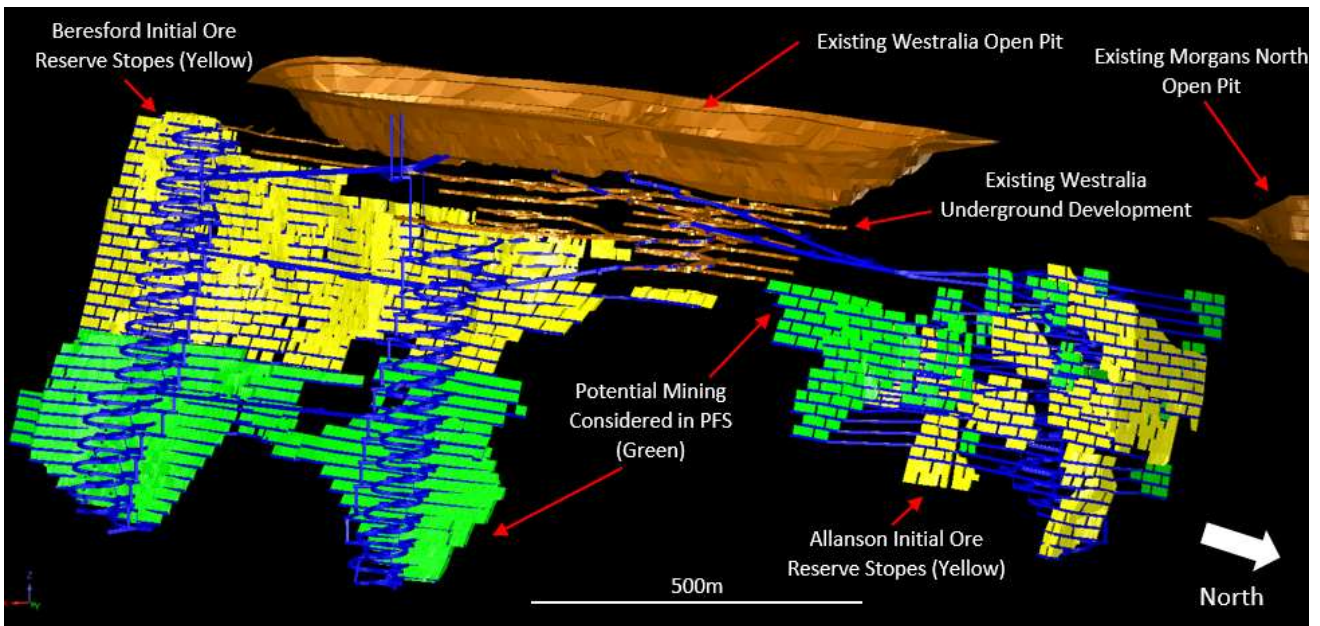 Beresford Initial Ore
Reserve Stopes (Yellow)
Existing Westralia Open Pit
Existing Morgans North
Open Pit
Existing Westralia
Underground Development
Potential Mining
Considered in PFS
(Green)
Allanson Initial Ore
Reserve Stopes (Yellow)
500m
North
Z